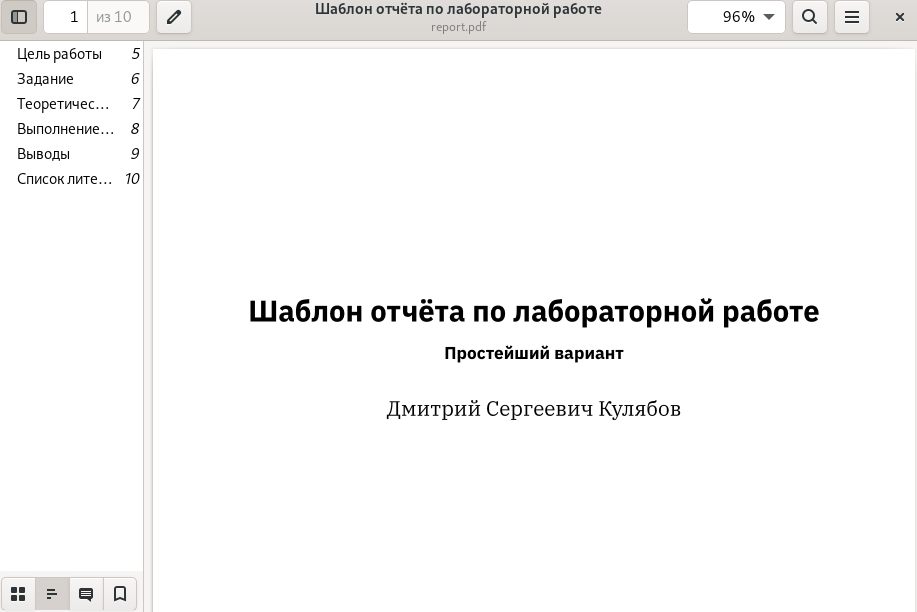 1 из 10
Шаблон отчёта по лабораторной работе
report.pdf
96%
Цель работы 5
Задание 6
Теоретичес… 7
Выполнение… 8
Выводы 9
Список лите… 10
Шаблон отчёта по лабораторной работе
Простейший вариант
Дмитрий Сергеевич Кулябов